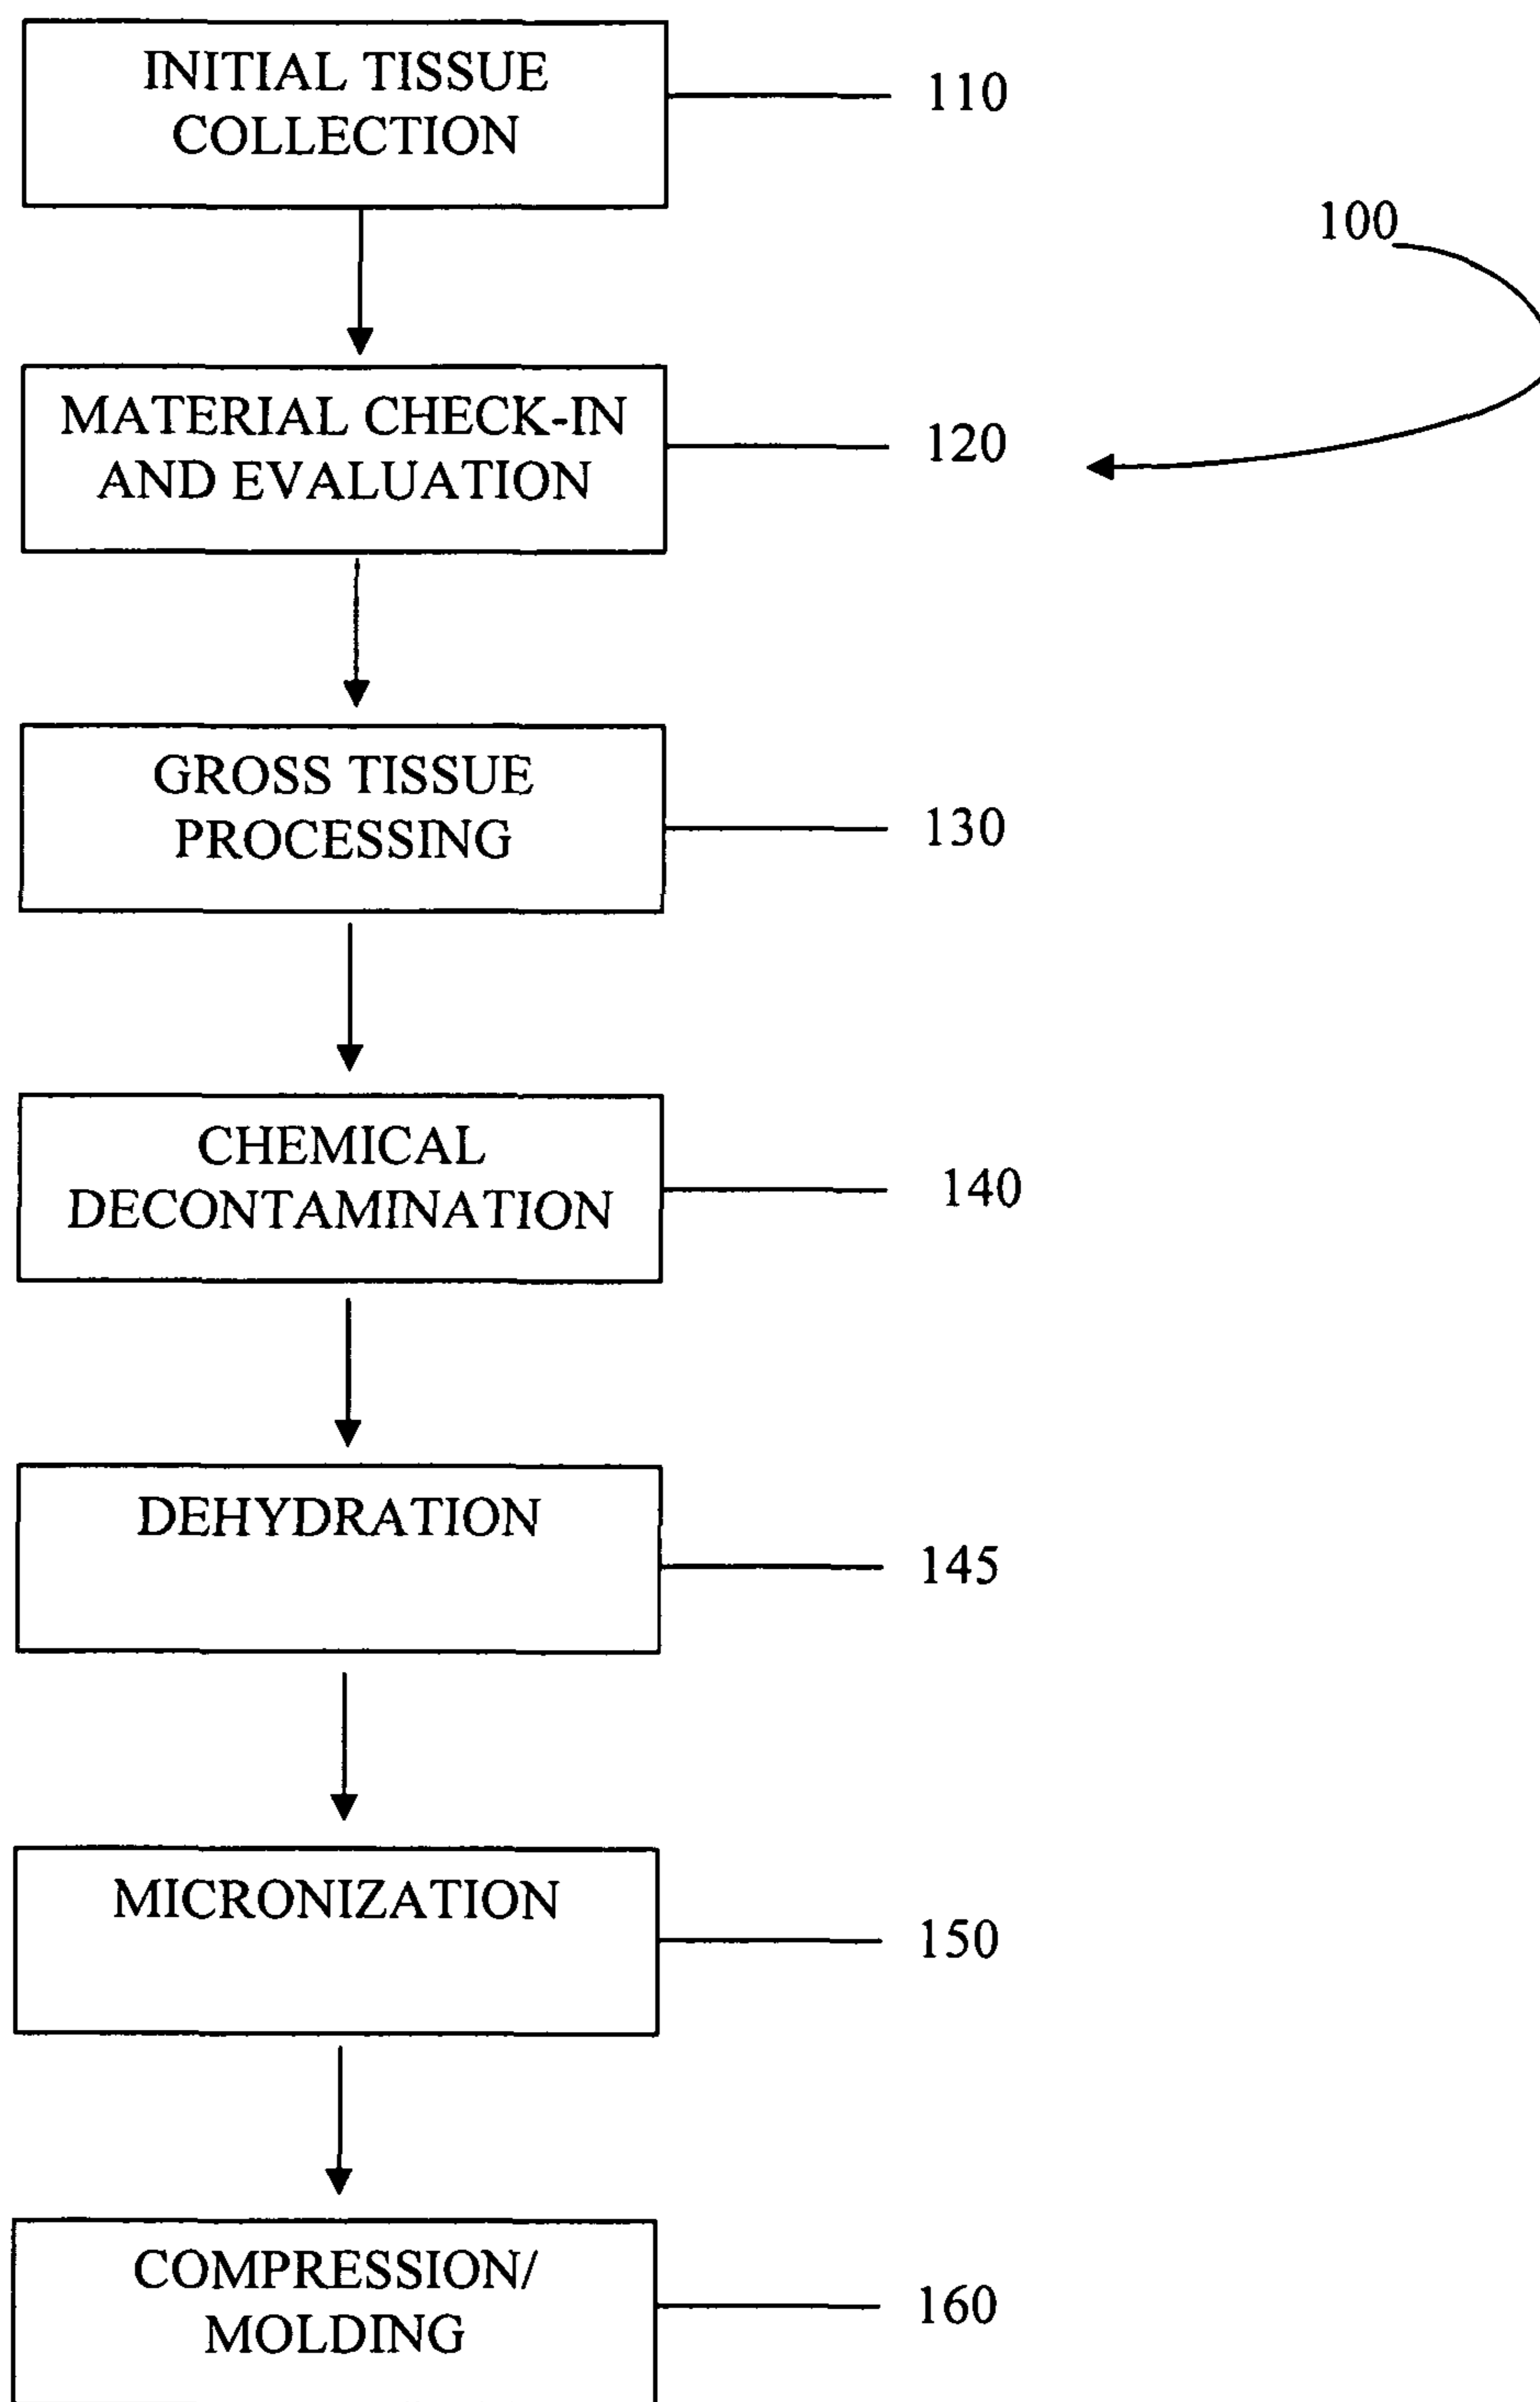 INITIAL TISSUE
COLLECTION
110
100
MATERIAL CHECK-IN
AND EVALUATION
120
GROSS TISSUE
PROCESSING
130
CHEMICAL
DECONTAMINATION
140
DEHYDRATION
145
MICRONIZATION
150
COMPRESSION/
MOLDING
160